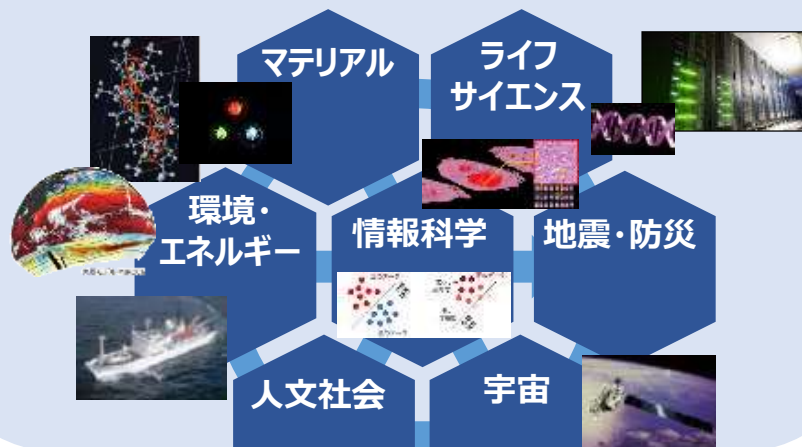 マテリアル
ライフ
サイエンス
環境・
エネルギー
情報科学
地震・防災
人文社会
宇宙